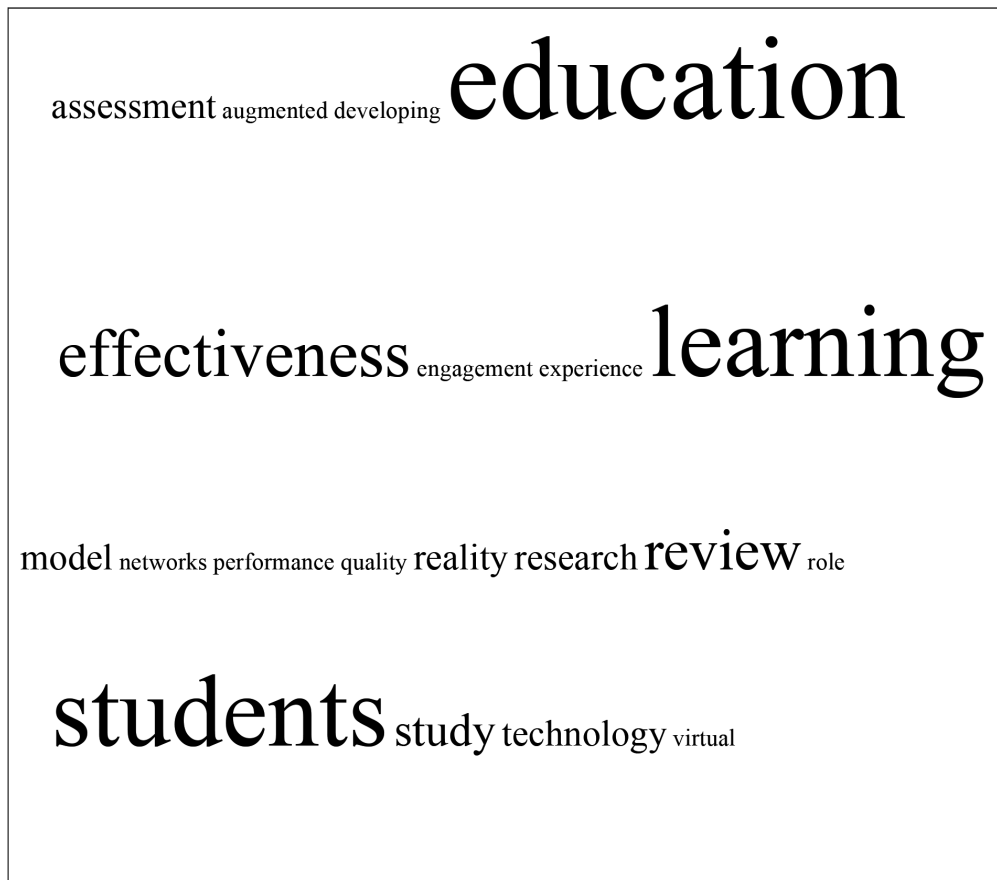 assessment augmented developing education
effectiveness engagement experience learning
model networks performance quality reality research review role
students study technology virtual